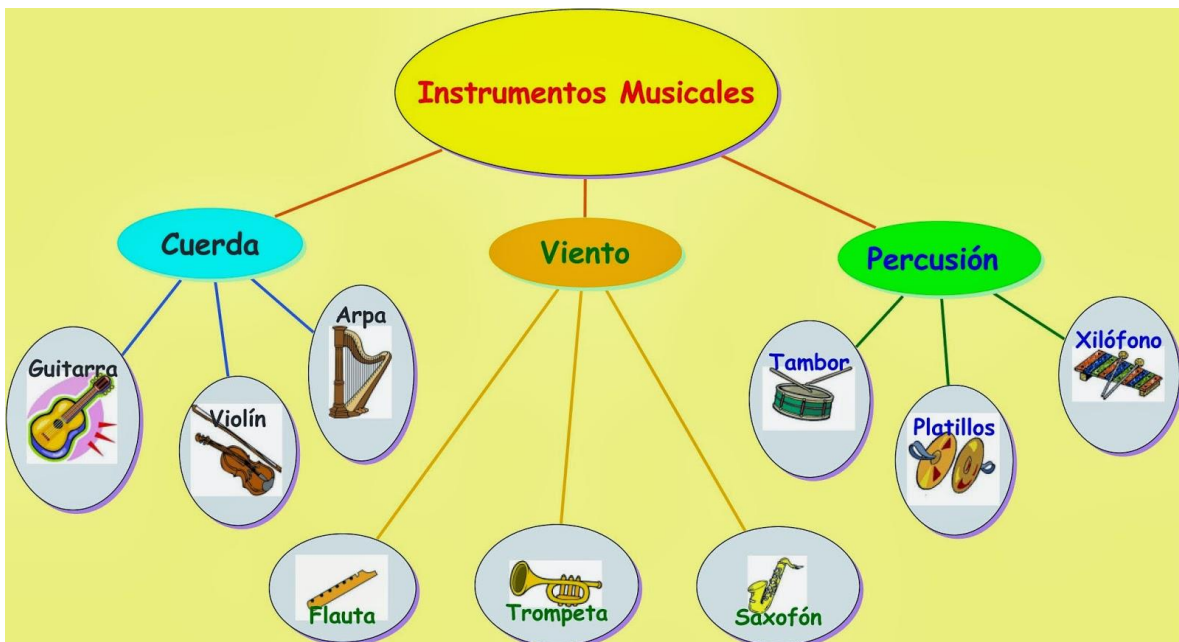 Instrumentos Musicales
Cuerda
Viento
Percusión
Guitarra
Violín
Arpa
Flauta
Trompeta
Saxofón
Tambor
Platillos
Xilófono